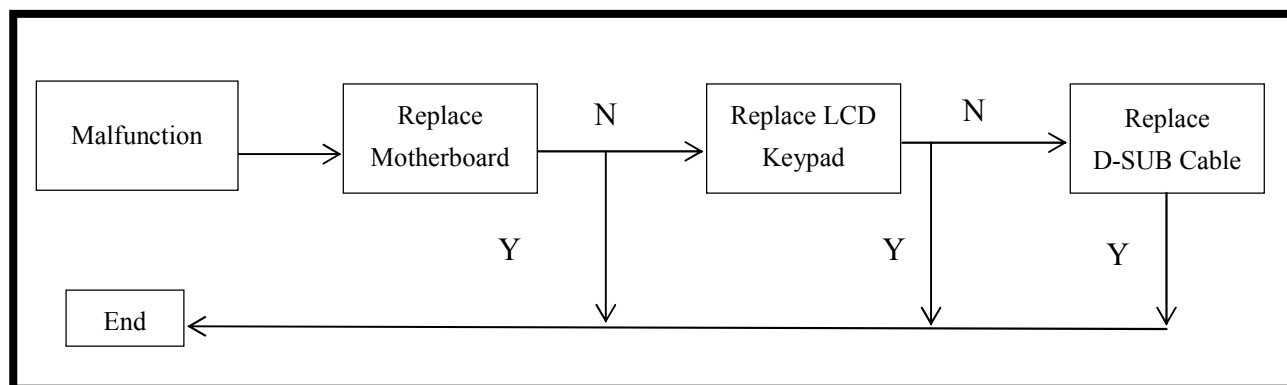 Malfunction
Replace
Motherboard
N
Replace LCD
Keypad
N
Replace
D-SUB Cable
Y
Y
Y
End